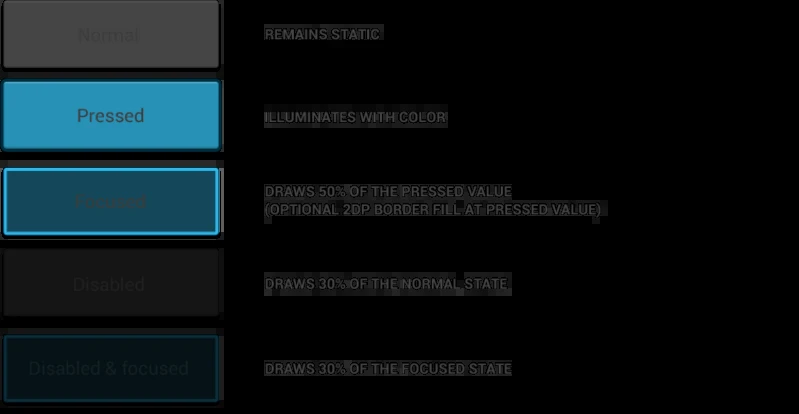 Normal
REMAINS STATIC
Pressed
ILLUMINATES WITH COLOR
Focused
DRAWS 50% OF THE PRESSED VALUE
(OPTIONAL 2DP BORDER FILL AT PRESSED VALUE)
Disabled
DRAWS 30% OF THE NORMAL STATE
Disabled & focused
DRAWS 30% OF THE FOCUSED STATE